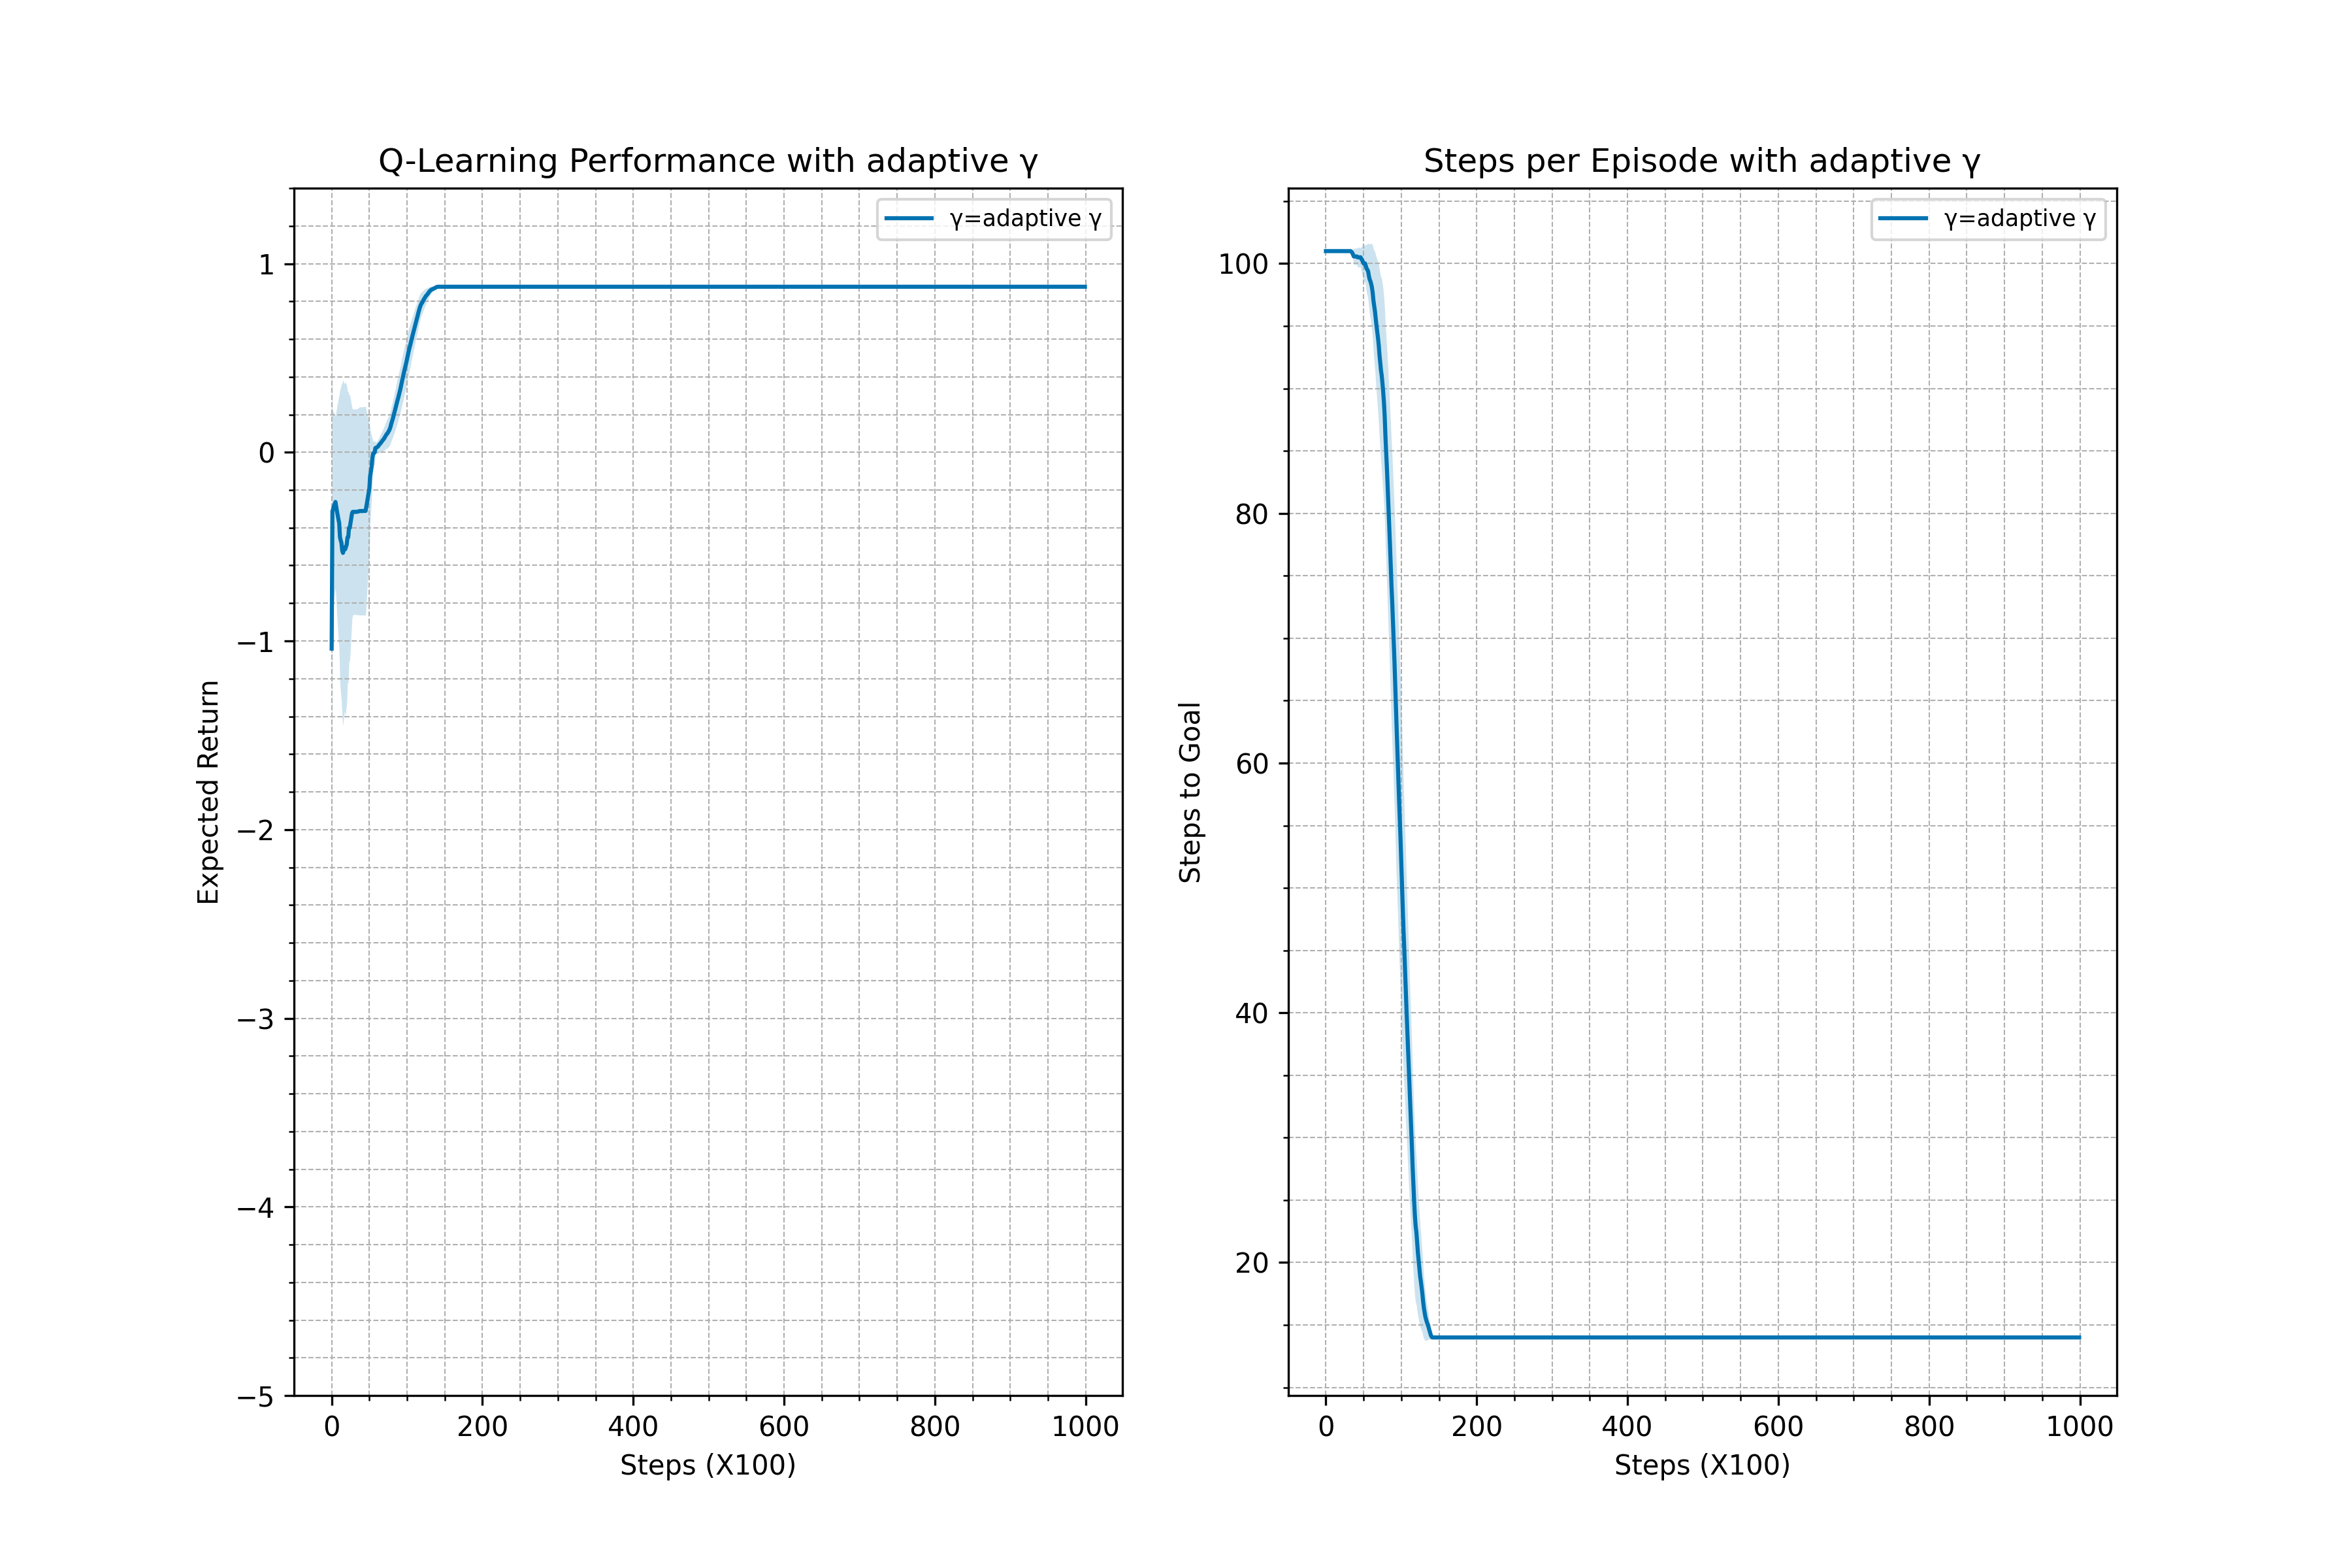 Q-Learning Performance with adaptive γ
γ=adaptive γ
Expected Return
1
0
−1
−2
−3
−4
−5
0 200 400 600 800 1000
Steps (X100)
Steps per Episode with adaptive γ
γ=adaptive γ
Steps to Goal
100
80
60
40
20
0 200 400 600 800 1000
Steps (X100)